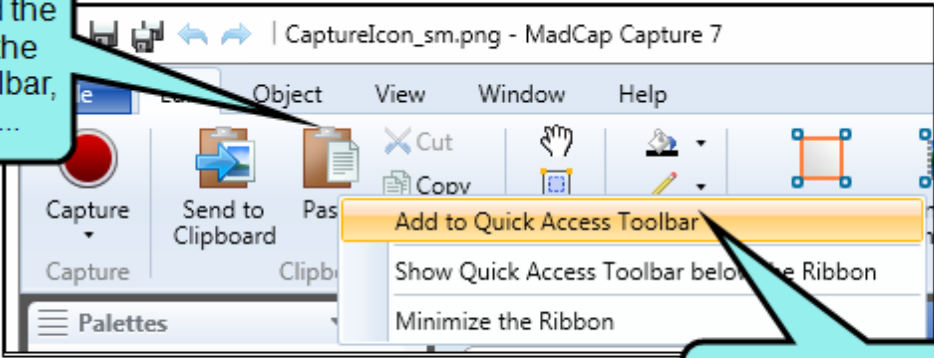 the
the
lbar,
...
CaptureIcon_sm.png - MadCap Capture 7
Object View Window Help
Cut
Copy
Capture
Send to
Clipboard
Add to Quick Access Toolbar
Capture
Show Quick Access Toolbar below the Ribbon
Palettes
Minimize the Ribbon